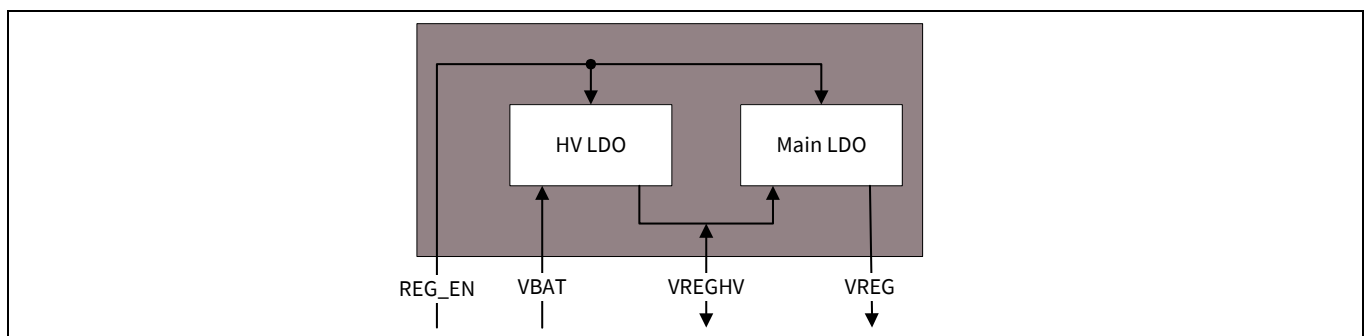 HV LDO
Main LDO
REG_EN
VBAT
VREGHV
VREG